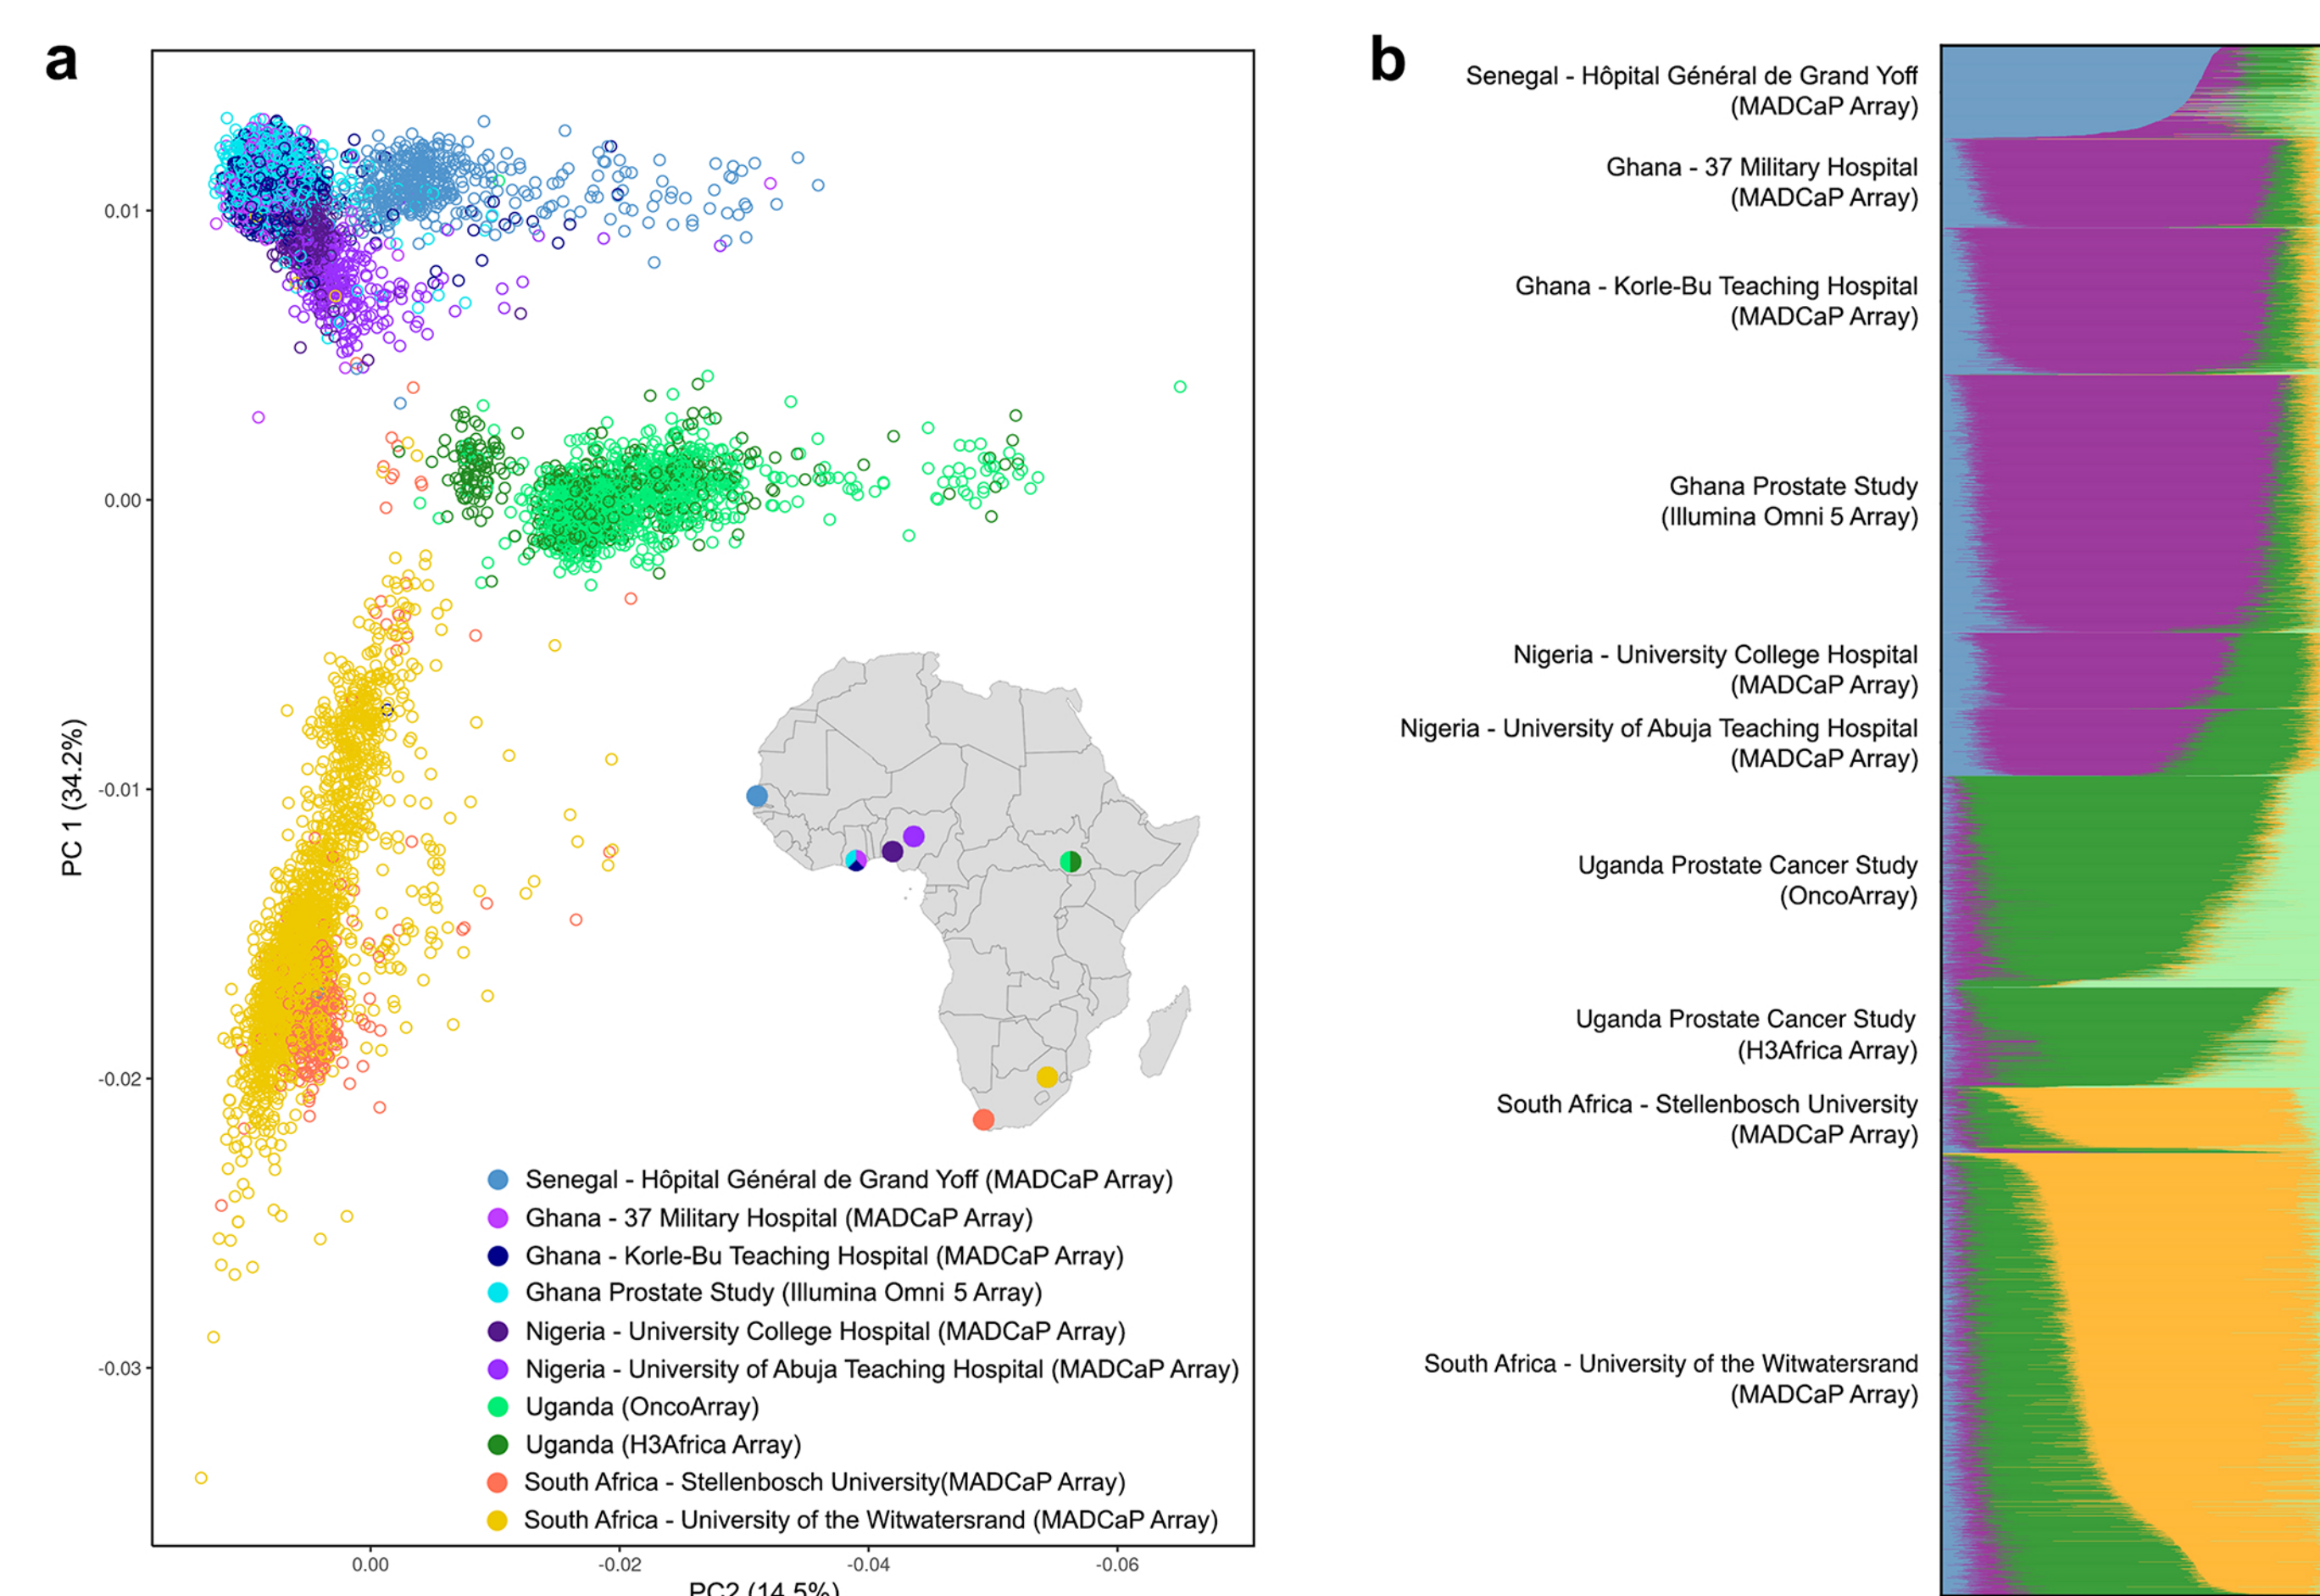 a
0.01
0.00
-0.01
-0.02
-0.03
PC 1 (34.2%)
Senegal - Hôpital Général de Grand Yoff (MADCaP Array)
Ghana - 37 Military Hospital (MADCaP Array)
Ghana - Korle-Bu Teaching Hospital (MADCaP Array)
Ghana Prostate Study (Illumina Omni 5 Array)
Nigeria - University College Hospital (MADCaP Array)
Nigeria - University of Abuja Teaching Hospital (MADCaP Array)
Uganda (OncoArray)
Uganda (H3Africa Array)
South Africa - Stellenbosch University(MADCaP Array)
South Africa - University of the Witwatersrand (MADCaP Array)
0.00
-0.02
-0.04
-0.06
PC2 (14.5%)
b
Senegal - Hôpital Général de Grand Yoff
(MADCaP Array)
Ghana - 37 Military Hospital
(MADCaP Array)
Ghana - Korle-Bu Teaching Hospital
(MADCaP Array)
Ghana Prostate Study
(Illumina Omni 5 Array)
Nigeria - University College Hospital
(MADCaP Array)
Nigeria - University of Abuja Teaching Hospital
(MADCaP Array)
Uganda Prostate Cancer Study
(OncoArray)
Uganda Prostate Cancer Study
(H3Africa Array)
South Africa - Stellenbosch University
(MADCaP Array)
South Africa - University of the Witwatersrand
(MADCaP Array)